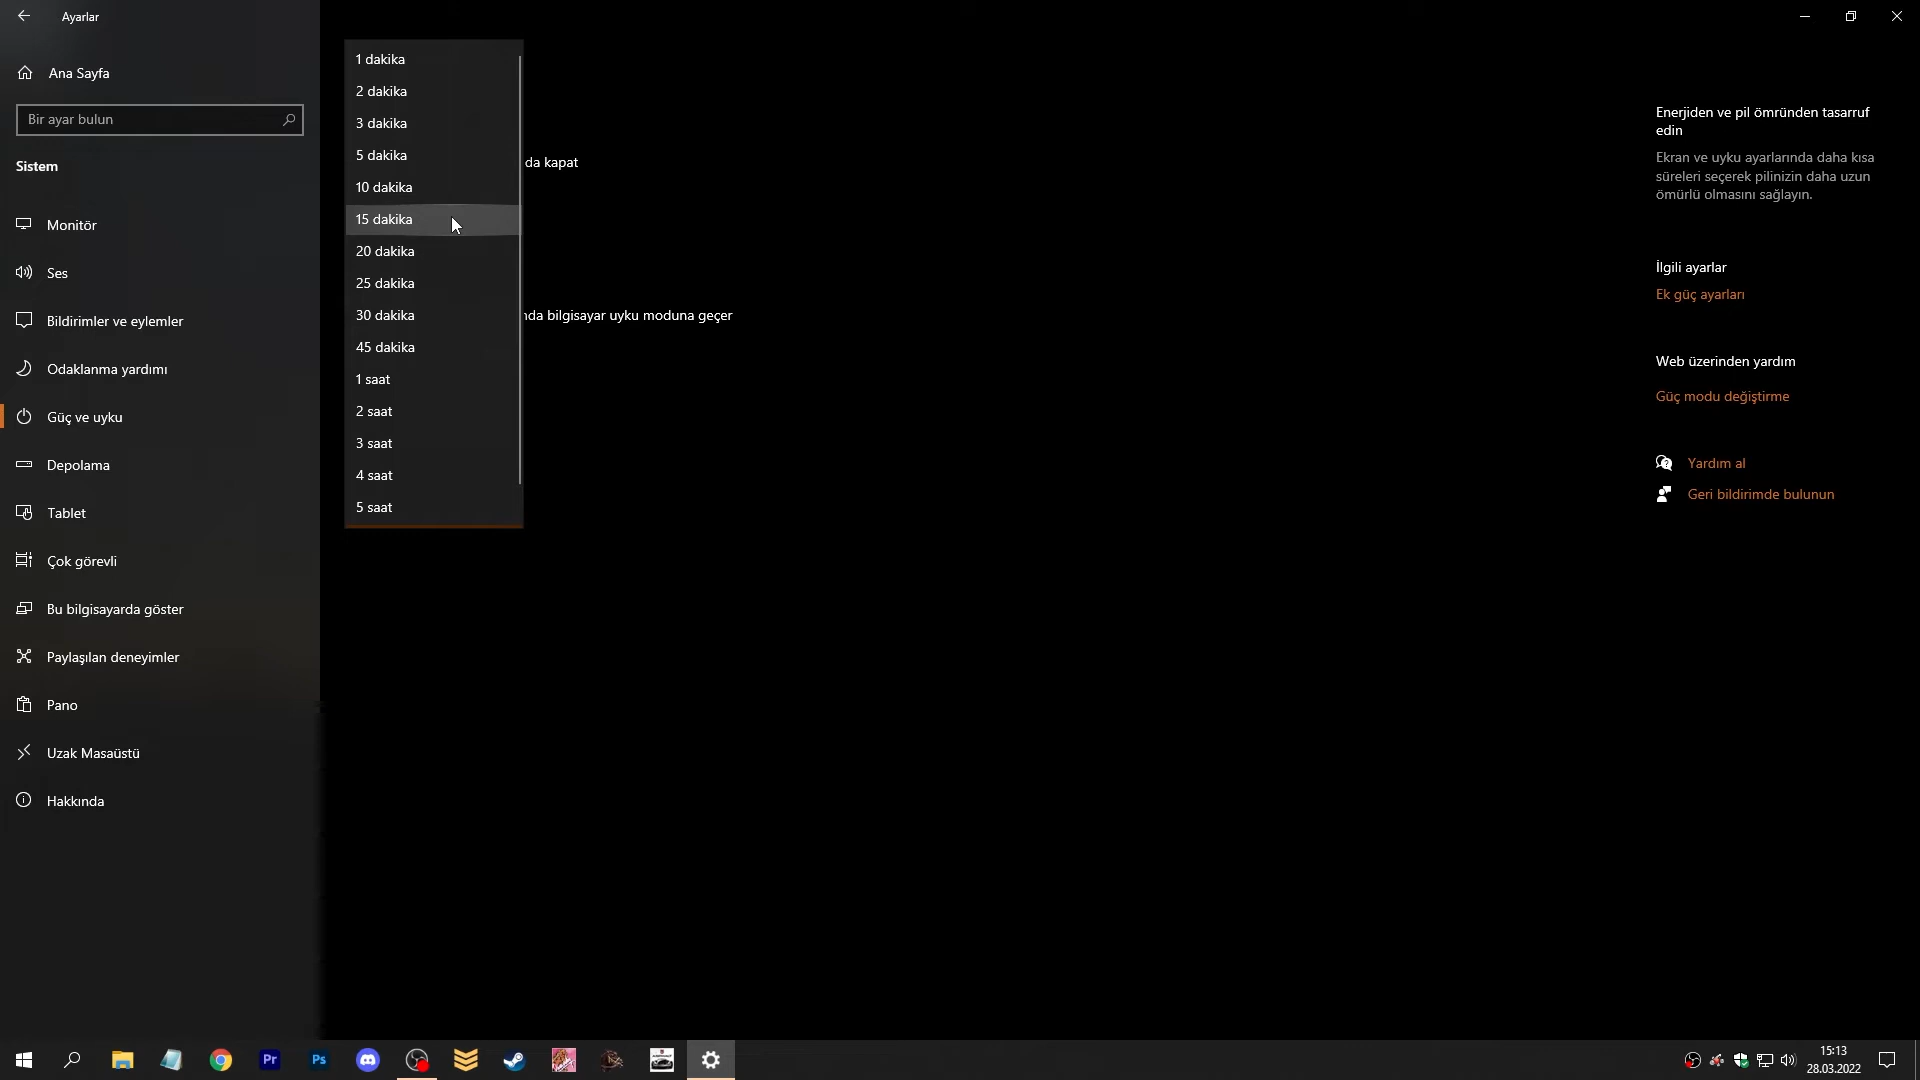 Ayarlar
Ana Sayfa
Bir ayar bulun
Sistem
Monitör
Ses
Bildirimler ve eylemler
Odaklanma yardımı
Güç ve uyku
Depolama
Tablet
Çok görevli
Bu bilgisayarda göster
Paylaşılan deneyimler
Pano
Uzak Masaüstü
Hakkında
1 dakika
2 dakika
3 dakika
5 dakika
10 dakika
15 dakika
20 dakika
25 dakika
30 dakika
45 dakika
1 saat
2 saat
3 saat
4 saat
5 saat
da kapat
nda bilgisayar uyku moduna geçer
Enerjiden ve pil ömründen tasarruf
edin
Ekran ve uyku ayarlarında daha kısa
süreleri seçerek pilinizin daha uzun
ömürlü olmasını sağlayın.
İlgili ayarlar
Ek güç ayarları
Web üzerinden yardım
Güç modu değiştirme
Yardım al
Geri bildirimde bulunun
Pr
Ps
15:13
28.03.2022